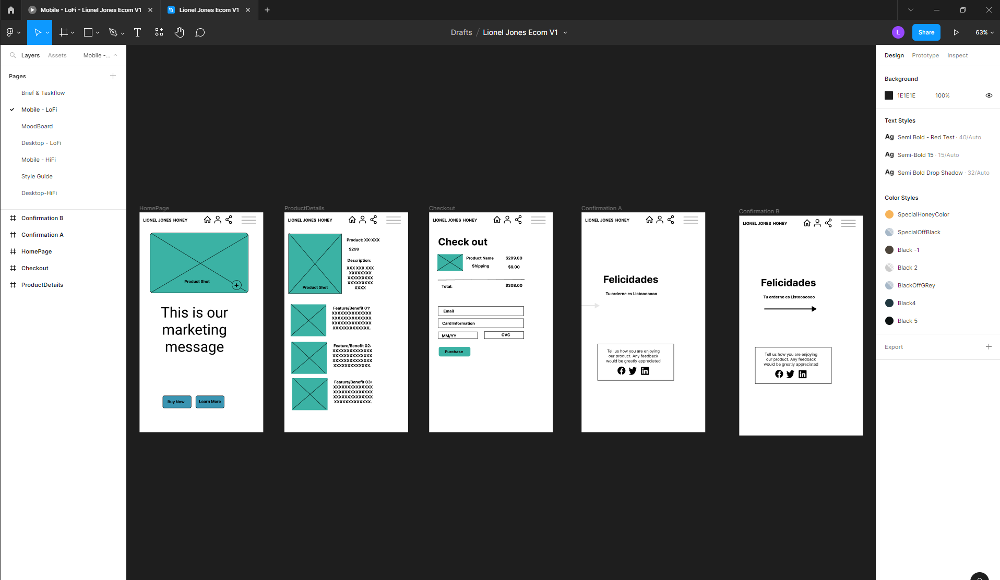 Mobile - LoFi - Lionel Jones Ecom V1
Lionel Jones Ecom V1
Drafts / Lionel Jones Ecom V1
L
Share
63%
Layers
Assets
Mobile -...
Pages
Brief & Taskflow
Mobile - LoFi
MoodBoard
Desktop - LoFi
Mobile - HiFi
Style Guide
Desktop-HiFi
Confirmation B
Confirmation A
HomePage
Checkout
ProductDetails
HomePage
LIONEL JONES HONEY
Product Shot
This is our
marketing
message
Buy Now
Learn More
ProductDetails
LIONEL JONES HONEY
Product Shot
Product: XX-XXX
$299
Description:
XXX XXX XXX
XXXXXXXX
XXXXXXXXX
XXXXXXXXX
XXXX
Feature/Benefit 01:
XXXXXXXXXXXXXX
XXXXXXXXXXXXXX
XXXXXXXXXXXXXX
XXXXXXXXXXXXX.
Feature/Benefit 02:
XXXXXXXXXXXXXX
XXXXXXXXXXXXXX
XXXXXXXXXXXXXX
XXXXXXXXXXXXX.
Feature/Benefit 03:
XXXXXXXXXXXXXX
XXXXXXXXXXXXXX
XXXXXXXXXXXXXX
XXXXXXXXXXXXX.
Checkout
LIONEL JONES HONEY
Check out
Product Name $299.00
Shipping $9.00
Total: $308.00
Email
Card Information
MM/YY
CVC
Purchase
Confirmation A
LIONEL JONES HONEY
Felicidades
Tu orderne es Listooooooo
Tell us how you are enjoying
our product. Any feedback
would be greatly appreciated
Confirmation B
LIONEL JONES HONEY
Felicidades
Tu orderne es Listooooooo
Tell us how you are enjoying
our product. Any feedback
would be greatly appreciated
Design
Prototype
Inspect
Background
1E1E1E 100%
Text Styles
Ag Semi Bold - Red Test · 40/Auto
Ag Semi-Bold 15 · 15/Auto
Ag Semi Bold Drop Shadow · 32/Auto
Color Styles
SpecialHoneyColor
SpecialOffBlack
Black -1
Black 2
BlackOffGRey
Black4
Black 5
Export